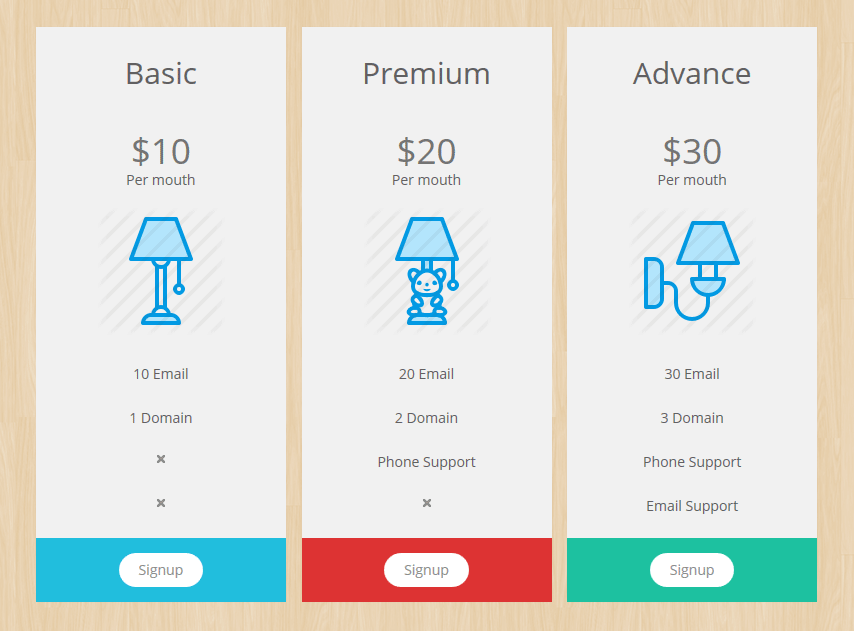 Basic
$10
Per mouth
10 Email
1 Domain
Signup
Premium
$20
Per mouth
20 Email
2 Domain
Phone Support
Signup
Advance
$30
Per mouth
30 Email
3 Domain
Phone Support
Email Support
Signup